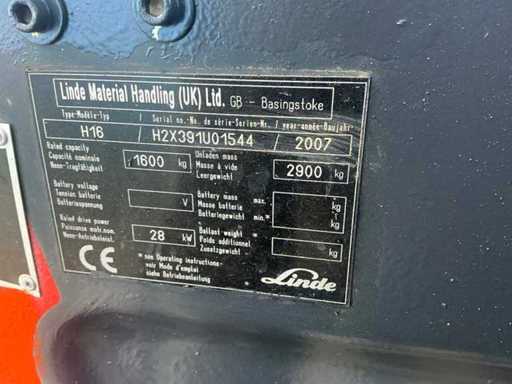 Linde Material Handling (UK) Ltd. GB - Basingstoke
Type-Modèle-Typ / Serial no.-No. de série-Serien-Nr. / year-année-Baujahr
H16 / H2X391U01544 / 2007
Rated capacity
Capacité nominale
Nenn-Tragfähigkeit
1600 kg
Unladen mass
Masse à vide
Leergewicht
2900 kg
Battery voltage
Tension batterie
V
Battery mass max. kg
Masse batterie
Batteriegewicht min.* kg
Rated drive power
Puissance mot.nom.
Nenn-Antriebsleist.
28 kW
Ballast weight *
Poids additionnel
Zusatzgewicht
kg
CE
* see Operating instructions
voir Mode d'emploi
siehe Betriebsanleitung
Linde